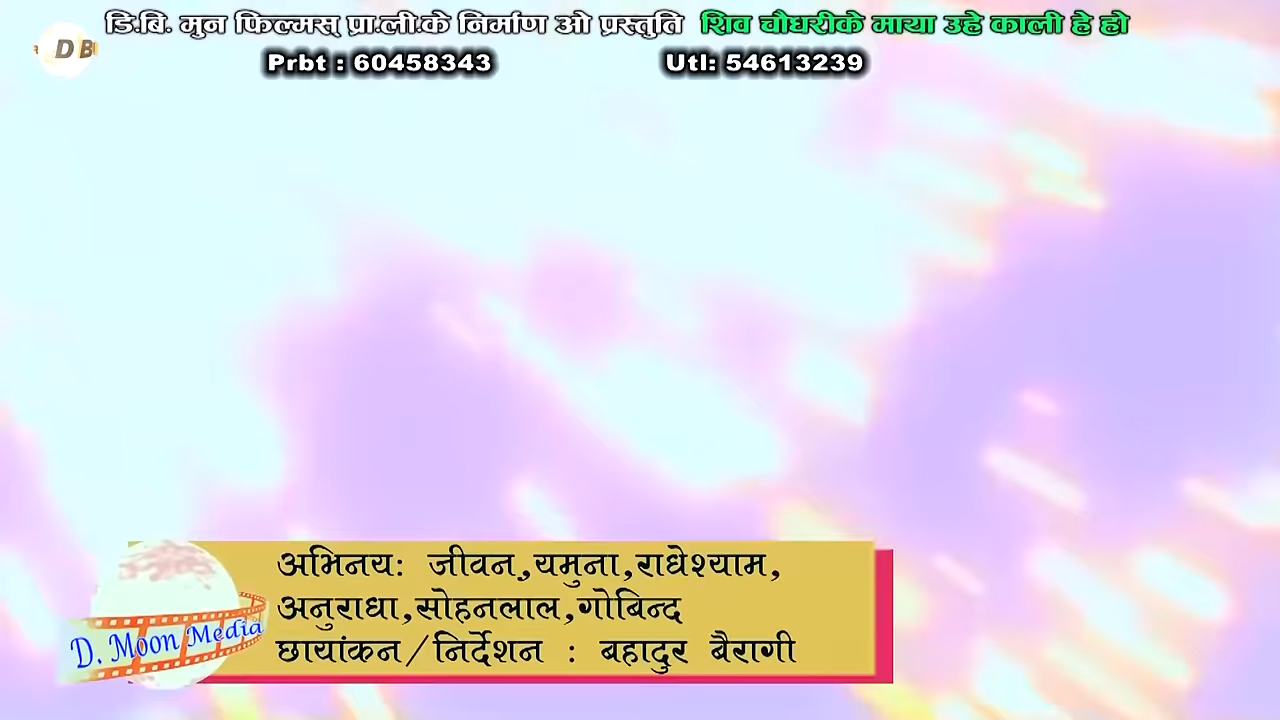 डि.बि. मुन फिल्मस् प्रा.ली.के निर्माण ओ प्रस्तुति शिव चौधरीके माया उहे काली हे हो
DB
Prbt : 60458343 Utl: 54613239
अभिनय: जीवन,यमुना,राधेश्याम,
अनुराधा,सोहनलाल,गोबिन्द
छायांकन/निर्देशन : बहादुर बैरागी
D. Moon Media